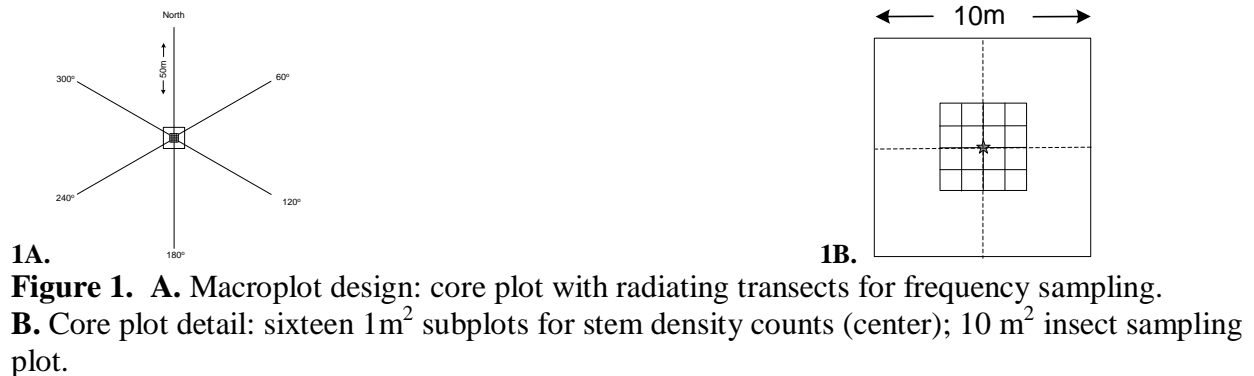 North
50m
300º
60º
240º
120º
180º
10m
1A.
1B.
Figure 1. A. Macroplot design: core plot with radiating transects for frequency sampling.
B. Core plot detail: sixteen 1m² subplots for stem density counts (center); 10 m² insect sampling
plot.